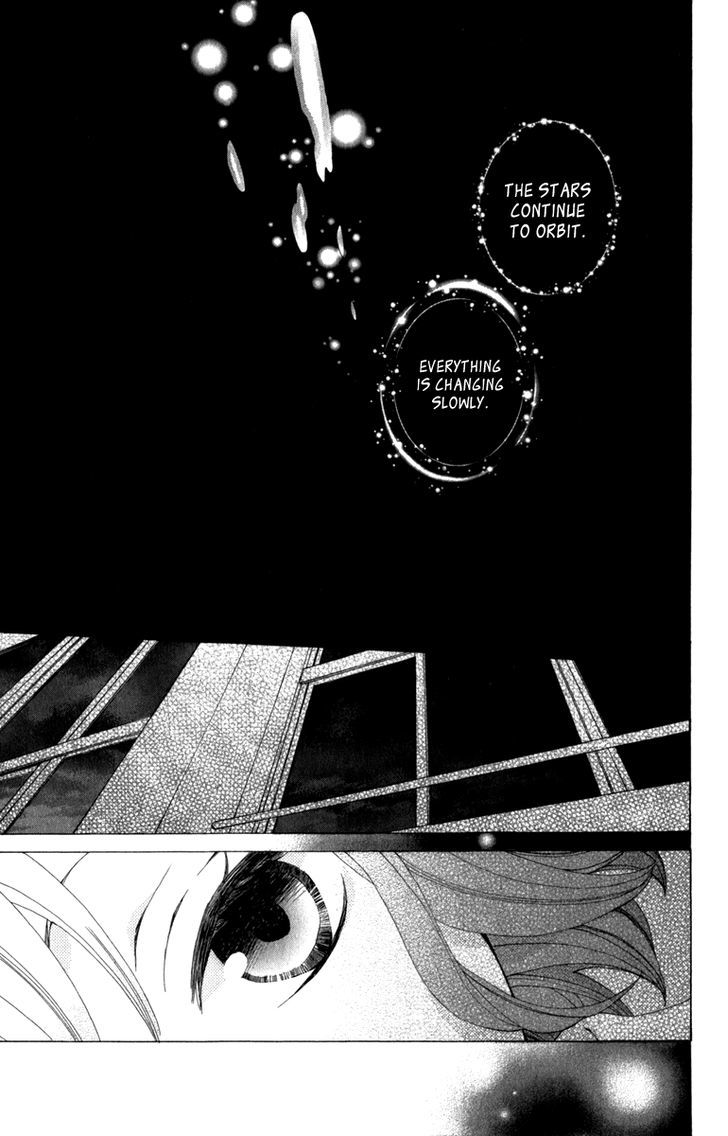 THE STARS
CONTINUE
TO ORBIT.
EVERYTHING
IS CHANGING
SLOWLY.